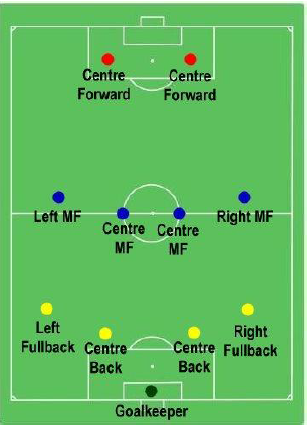 Centre
Forward
Centre
Forward
Left MF
Centre
MF
Centre
MF
Right MF
Left
Fullback
Centre
Back
Centre
Back
Right
Fullback
Goalkeeper